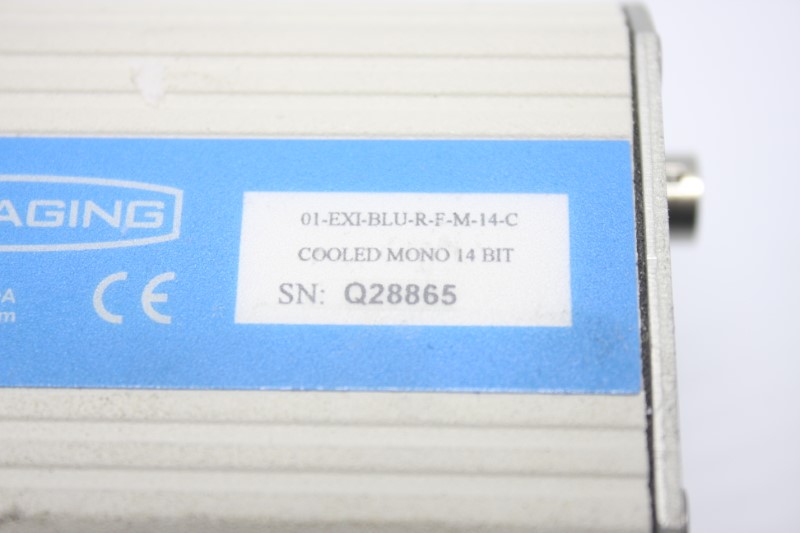 AGING
A
m
CE
01-EXI-BLU-R-F-M-14-C
COOLED MONO 14 BIT
SN: Q28865